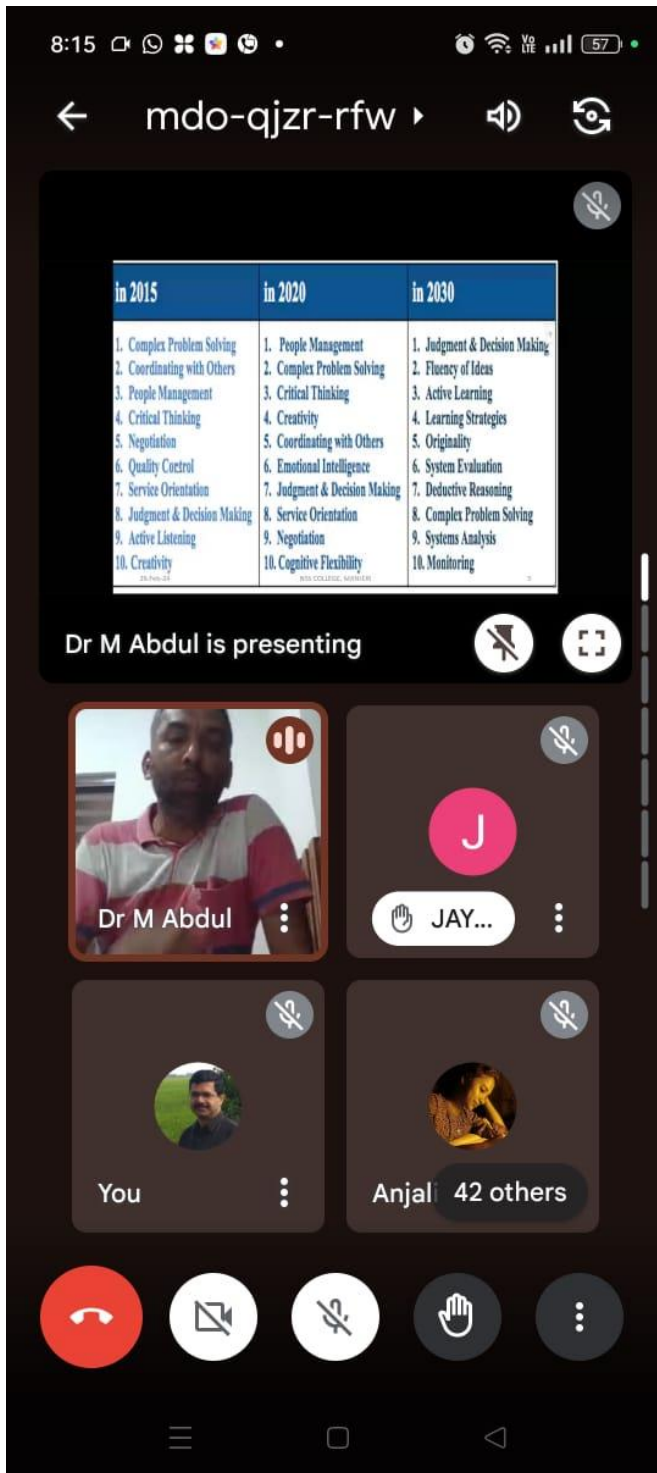 8:15
Vo
LTE
57
mdo-qjzr-rfw
in 2015
1. Complex Problem Solving
2. Coordinating with Others
3. People Management
4. Critical Thinking
5. Negotiation
6. Quality Coctrol
7. Service Orientation
8. Judgment & Decision Making
9. Active Listening
10. Creativity
in 2020
1. People Management
2. Complex Problem Solving
3. Critical Thinking
4. Creativity
5. Coordinating with Others
6. Emotional Intelligence
7. Judgment & Decision Making
8. Service Orientation
9. Negotiation
10. Cognitive Flexibility
in 2030
1. Judgment & Decision Making
2. Fluency of Ideas
3. Active Learning
4. Learning Strategies
5. Originality
6. System Evaluation
7. Deductive Reasoning
8. Complex Problem Solving
9. Systems Analysis
10. Monitoring
COLLEGE,
Dr M Abdul is presenting
Dr M Abdul
J
JAY...
You
Anjali
42 others